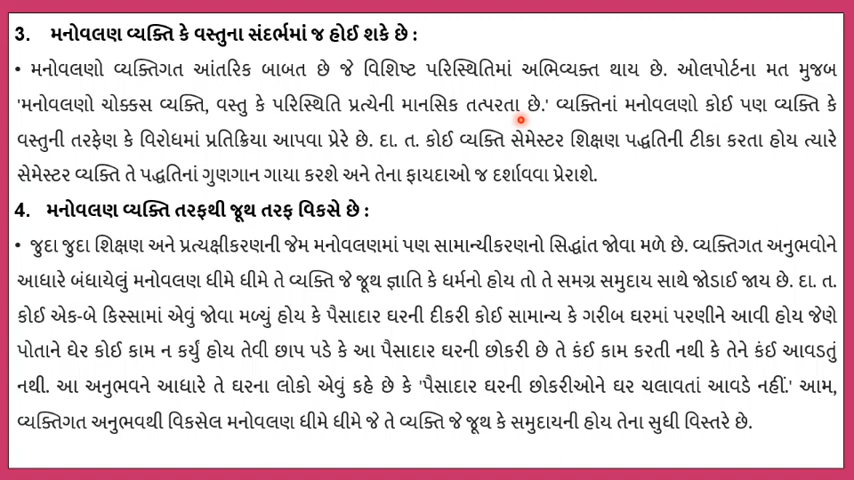 3. મનોવલણ વ્યક્તિ કે વસ્તુના સંદર્ભમાં જ હોઈ શકે છે :
• મનોવલણો વ્યક્તિગત આંતરિક બાબત છે જે વિશિષ્ટ પરિસ્થિતિમાં અભિવ્યક્ત થાય છે. ઓલપોર્ટના મત મુજબ
'મનોવલણો ચોક્કસ વ્યક્તિ, વસ્તુ કે પરિસ્થિતિ પ્રત્યેની માનસિક તત્પરતા છે.' વ્યક્તિનાં મનોવલણો કોઈ પણ વ્યક્તિ કે
વસ્તુની તરફેણ કે વિરોધમાં પ્રતિક્રિયા આપવા પ્રેરે છે. દા. ત. કોઈ વ્યક્તિ સેમેસ્ટર શિક્ષણ પદ્ધતિની ટીકા કરતા હોય ત્યારે
સેમેસ્ટર વ્યક્તિ તે પદ્ધતિનાં ગુણગાન ગાયા કરશે અને તેના ફાયદાઓ જ દર્શાવવા પ્રેરાશે.
4. મનોવલણ વ્યક્તિ તરફથી જૂથ તરફ વિકસે છે :
• જુદા જુદા શિક્ષણ અને પ્રત્યક્ષીકરણની જેમ મનોવલણમાં પણ સામાન્યીકરણનો સિદ્ધાંત જોવા મળે છે. વ્યક્તિગત અનુભવોને
આધારે બંધાયેલું મનોવલણ ધીમે ધીમે તે વ્યક્તિ જે જૂથ જ્ઞાતિ કે ધર્મનો હોય તો તે સમગ્ર સમુદાય સાથે જોડાઈ જાય છે. દા. ત.
કોઈ એક-બે કિસ્સામાં એવું જોવા મળ્યું હોય કે પૈસાદાર ઘરની દીકરી કોઈ સામાન્ય કે ગરીબ ઘરમાં પરણીને આવી હોય જેણે
પોતાને ઘેર કોઈ કામ ન કર્યું હોય તેવી છાપ પડે કે આ પૈસાદાર ઘરની છોકરી છે તે કંઈ કામ કરતી નથી કે તેને કંઈ આવડતું
નથી. આ અનુભવને આધારે તે ઘરના લોકો એવું કહે છે કે 'પૈસાદાર ઘરની છોકરીઓને ઘર ચલાવતાં આવડે નહીં.' આમ,
વ્યક્તિગત અનુભવથી વિકસેલ મનોવલણ ધીમે ધીમે જે તે વ્યક્તિ જે જૂથ કે સમુદાયની હોય તેના સુધી વિસ્તરે છે.